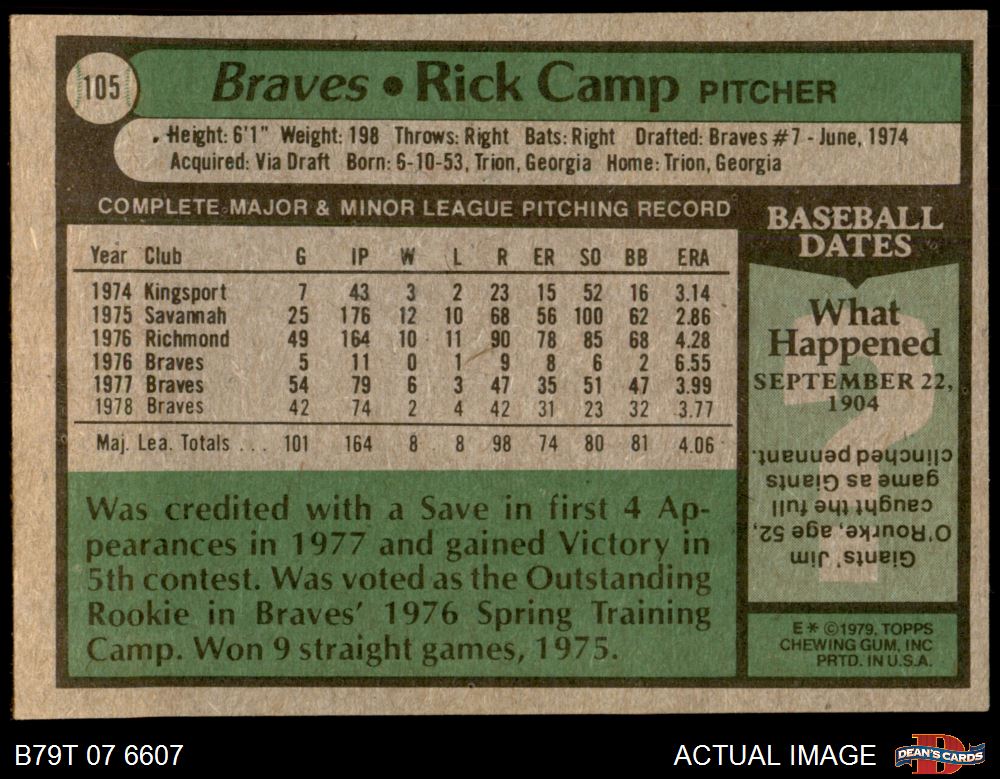 105
Braves • Rick Camp PITCHER
Height: 6'1" Weight: 198 Throws: Right Bats: Right Drafted: Braves #7 - June, 1974
Acquired: Via Draft Born: 6-10-53, Trion, Georgia Home: Trion, Georgia
COMPLETE MAJOR & MINOR LEAGUE PITCHING RECORD
Year Club G IP W L R ER SO BB ERA
1974 Kingsport 7 43 3 2 23 15 52 16 3.14
1975 Savannah 25 176 12 10 68 56 100 62 2.86
1976 Richmond 49 164 10 11 90 78 85 68 4.28
1976 Braves 5 11 0 1 9 8 6 2 6.55
1977 Braves 54 79 6 3 47 35 51 47 3.99
1978 Braves 42 74 2 4 42 31 23 32 3.77
Maj. Lea. Totals . . . 101 164 8 8 98 74 80 81 4.06
Was credited with a Save in first 4 Ap-
pearances in 1977 and gained Victory in
5th contest. Was voted as the Outstanding
Rookie in Braves' 1976 Spring Training
Camp. Won 9 straight games, 1975.
BASEBALL
DATES
What
Happened
SEPTEMBER 22,
1904
?
Giants' Jim
O'Rourke, age 52,
caught the full
game as Giants
clinched pennant.
E * ©1979, TOPPS
CHEWING GUM, INC
PRTD. IN U.S.A.
B79T 07 6607
ACTUAL IMAGE
D
DEAN'S CARDS